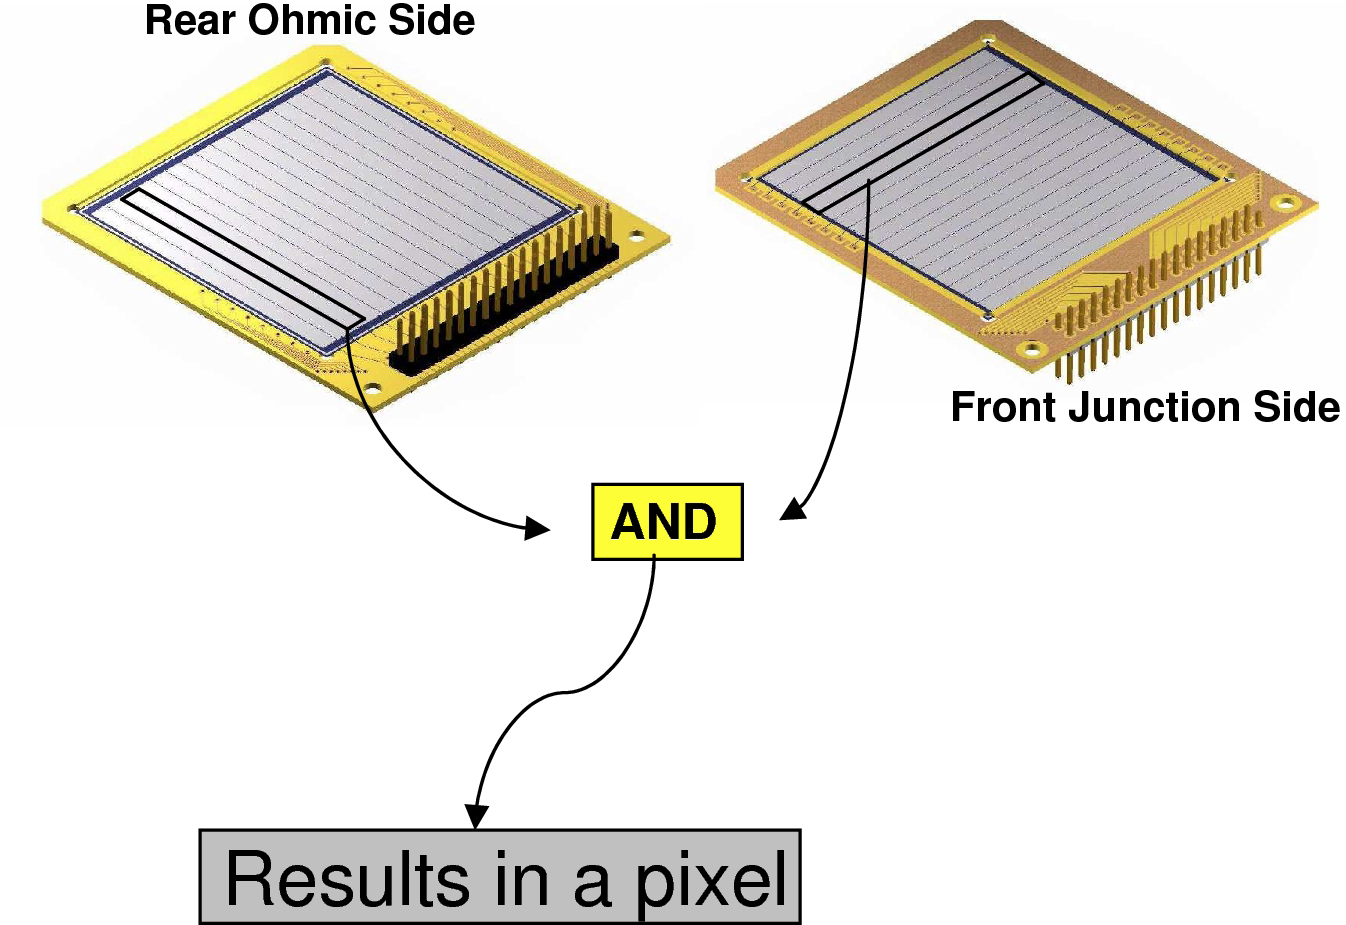 Rear Ohmic Side
Front Junction Side
AND
Results in a pixel